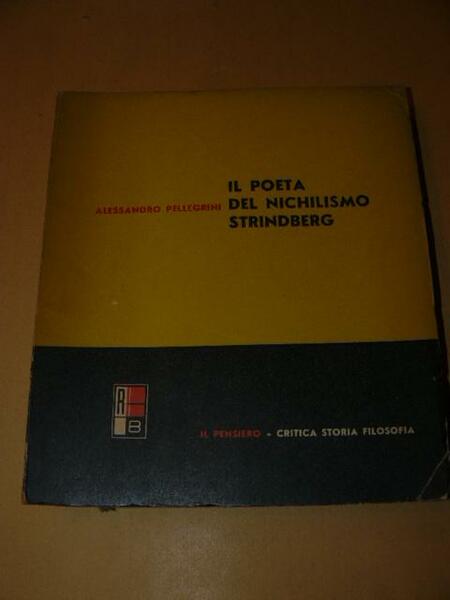 IL POETA
ALESSANDRO PELLEGRINI DEL NICHILISMO
STRINDBERG
A
B
IL PENSIERO - CRITICA STORIA FILOSOFIA